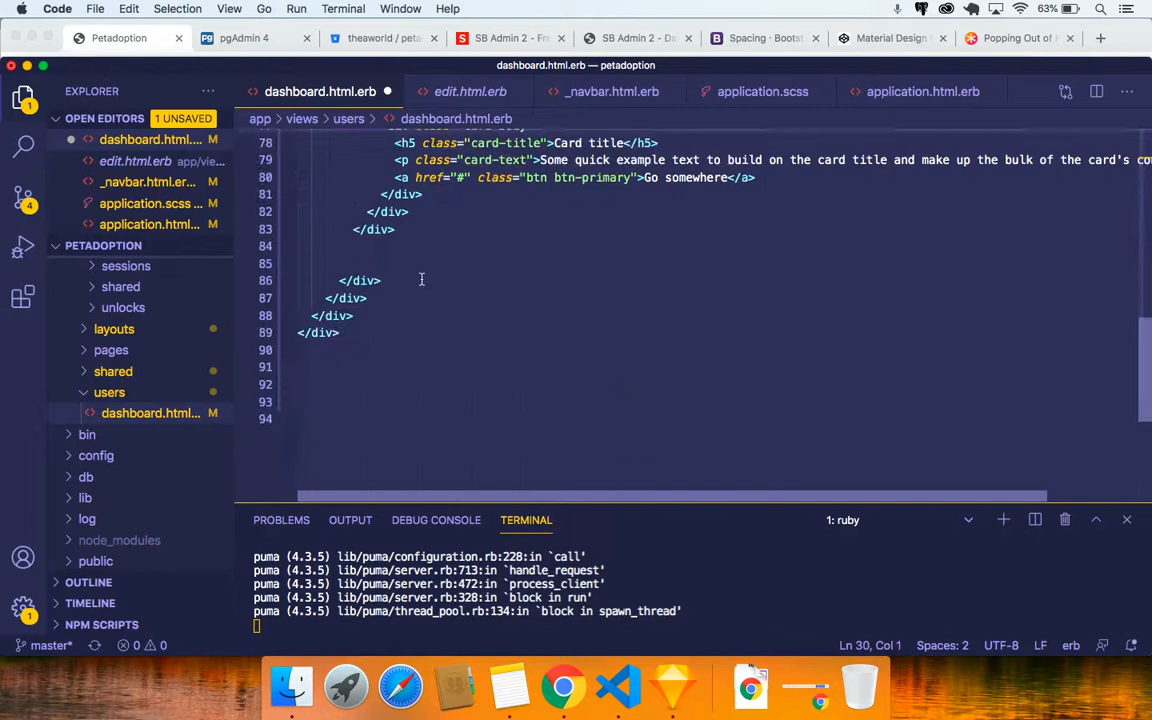 Code File Edit Selection View Go Run Terminal Window Help 63%
Petadoption pgAdmin 4 theaworld / peta SB Admin 2 - Fre SB Admin 2 - Da Spacing · Bootst Material Design Popping Out of H
dashboard.html.erb — petadoption
EXPLORER dashboard.html.erb edit.html.erb _navbar.html.erb application.scss application.html.erb
OPEN EDITORS 1 UNSAVED app > views > users > dashboard.html.erb
dashboard.html.... M
edit.html.erb app/vie...
_navbar.html.er... M
application.scss ... M
application.html... M
PETADOPTION
sessions
shared
unlocks
layouts
pages
shared
users
dashboard.html... M
bin
config
db
lib
log
node_modules
public
OUTLINE
TIMELINE
NPM SCRIPTS
78 <h5 class="card-title">Card title</h5>
79 <p class="card-text">Some quick example text to build on the card title and make up the bulk of the card's co
80 <a href="#" class="btn btn-primary">Go somewhere</a>
81 </div>
82 </div>
83 </div>
84
85
86 </div>
87 </div>
88 </div>
89 </div>
90
91
92
93
94
PROBLEMS OUTPUT DEBUG CONSOLE TERMINAL 1: ruby
puma (4.3.5) lib/puma/configuration.rb:228:in `call'
puma (4.3.5) lib/puma/server.rb:713:in `handle_request'
puma (4.3.5) lib/puma/server.rb:472:in `process_client'
puma (4.3.5) lib/puma/server.rb:328:in `block in run'
puma (4.3.5) lib/puma/thread_pool.rb:134:in `block in spawn_thread'
1
4
1
master* 0 0 Ln 30, Col 1 Spaces: 2 UTF-8 LF erb